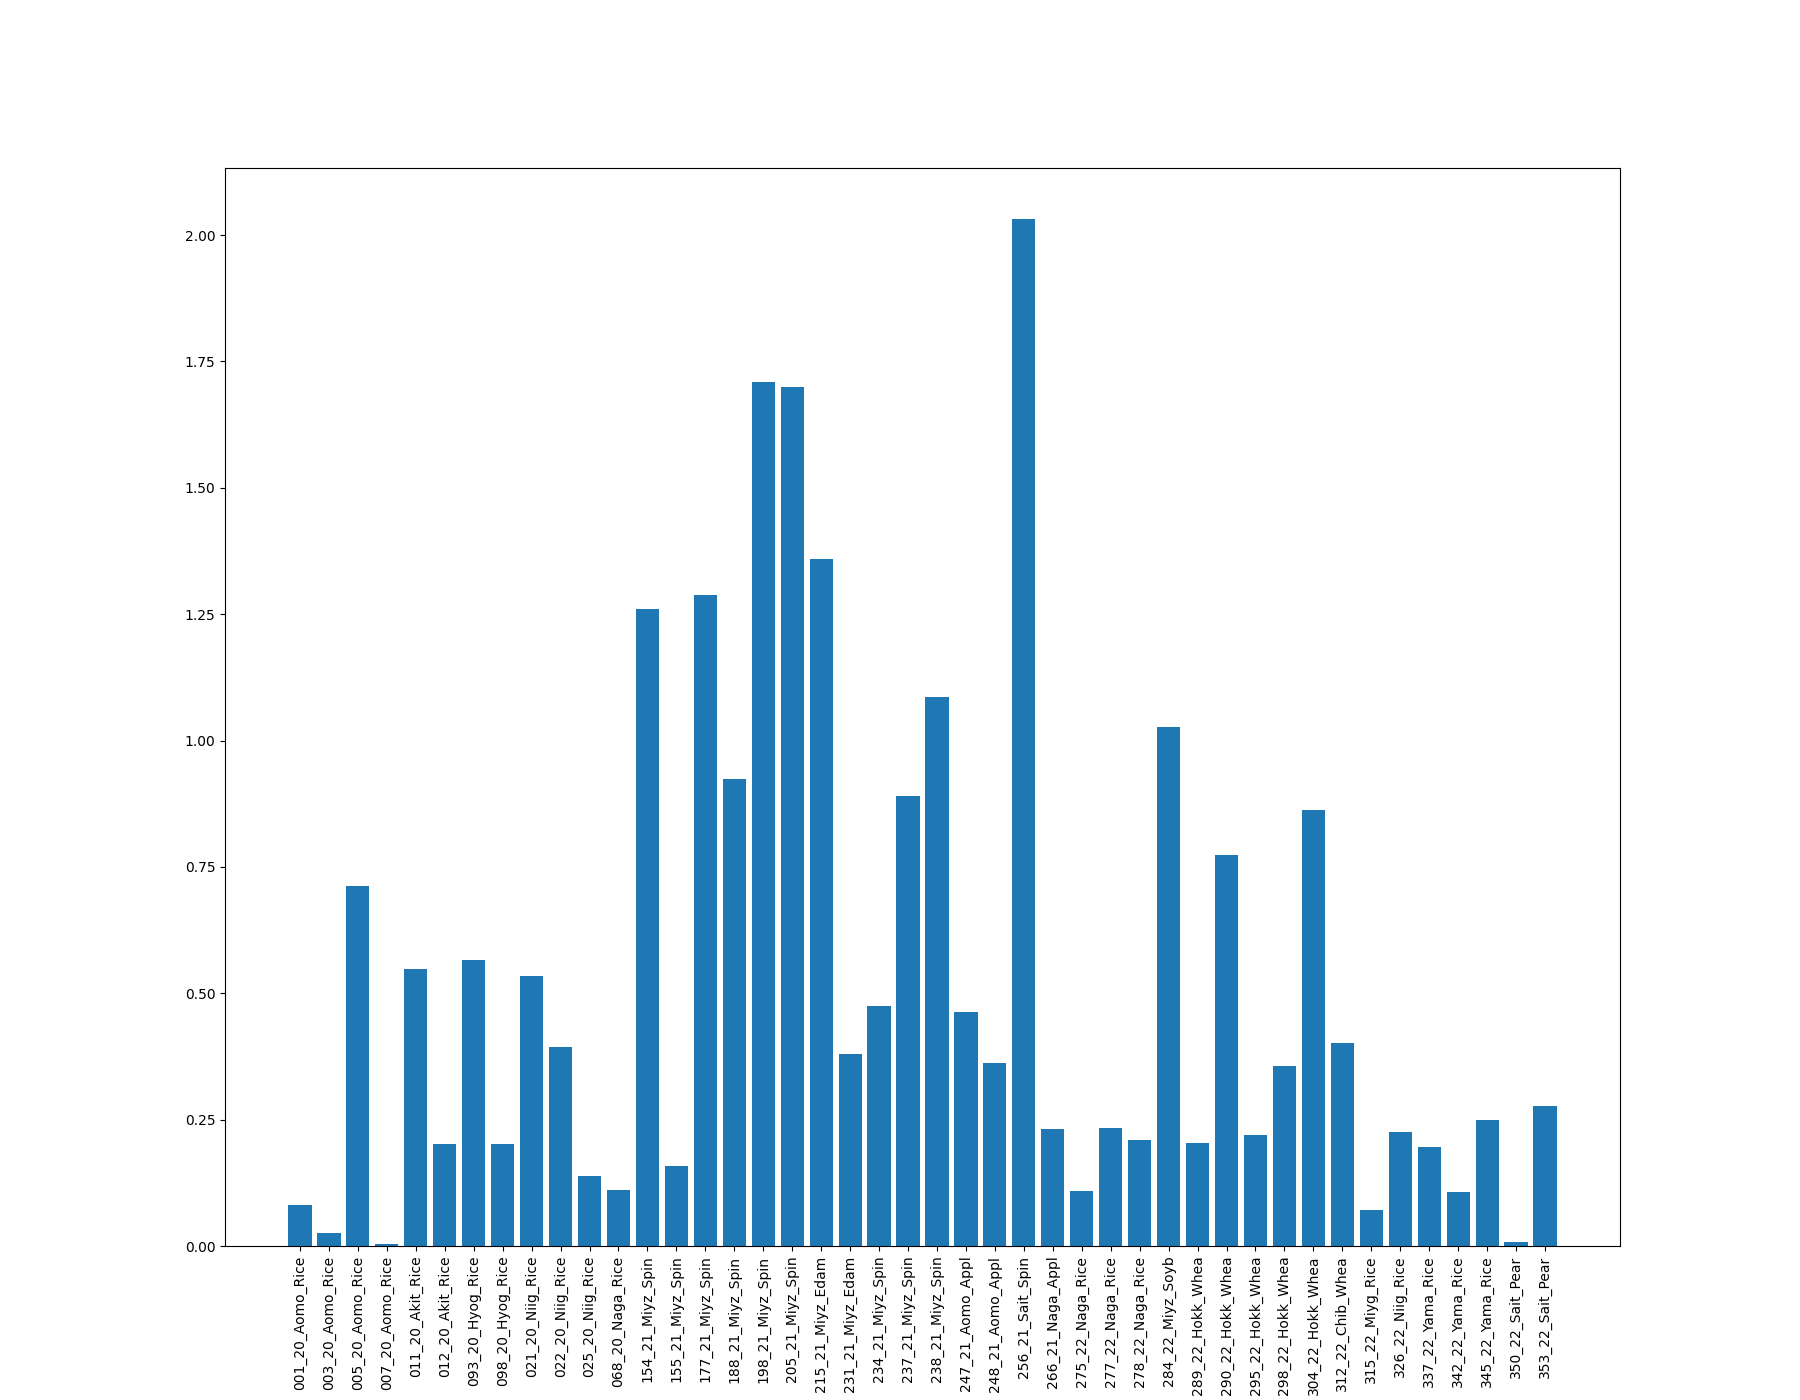 2.00
1.75
1.50
1.25
1.00
0.75
0.50
0.25
0.00
001_20_Aomo_Rice
003_20_Aomo_Rice
005_20_Aomo_Rice
007_20_Aomo_Rice
011_20_Akit_Rice
012_20_Akit_Rice
093_20_Hyog_Rice
098_20_Hyog_Rice
021_20_Niig_Rice
022_20_Niig_Rice
025_20_Niig_Rice
068_20_Naga_Rice
154_21_Miyz_Spin
155_21_Miyz_Spin
177_21_Miyz_Spin
188_21_Miyz_Spin
198_21_Miyz_Spin
205_21_Miyz_Spin
215_21_Miyz_Edam
231_21_Miyz_Edam
234_21_Miyz_Spin
237_21_Miyz_Spin
238_21_Miyz_Spin
247_21_Aomo_Appl
248_21_Aomo_Appl
256_21_Sait_Spin
266_21_Naga_Appl
275_22_Naga_Rice
277_22_Naga_Rice
278_22_Naga_Rice
284_22_Miyz_Soyb
289_22_Hokk_Whea
290_22_Hokk_Whea
295_22_Hokk_Whea
298_22_Hokk_Whea
304_22_Hokk_Whea
312_22_Chib_Whea
315_22_Miyg_Rice
326_22_Niig_Rice
337_22_Yama_Rice
342_22_Yama_Rice
345_22_Yama_Rice
350_22_Sait_Pear
353_22_Sait_Pear